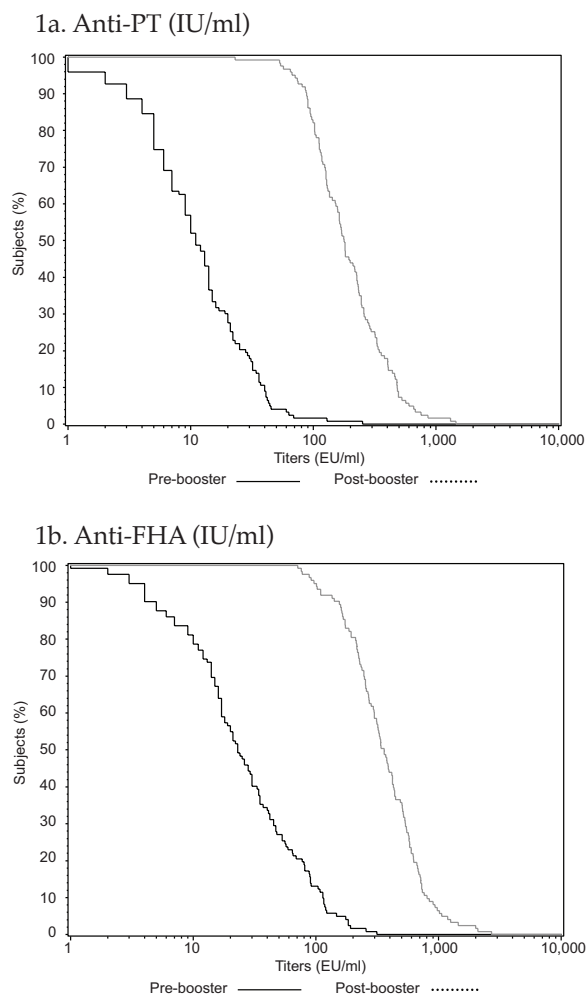 1a. Anti-PT (IU/ml)
100
90
80
70
60
50
40
30
20
10
0
Subjects (%)
1 10 100 1,000 10,000
Titers (EU/ml)
Pre-booster Post-booster
1b. Anti-FHA (IU/ml)
100
90
80
70
60
50
40
30
20
10
0
Subjects (%)
1 10 100 1,000 10,000
Titers (EU/ml)
Pre-booster Post-booster